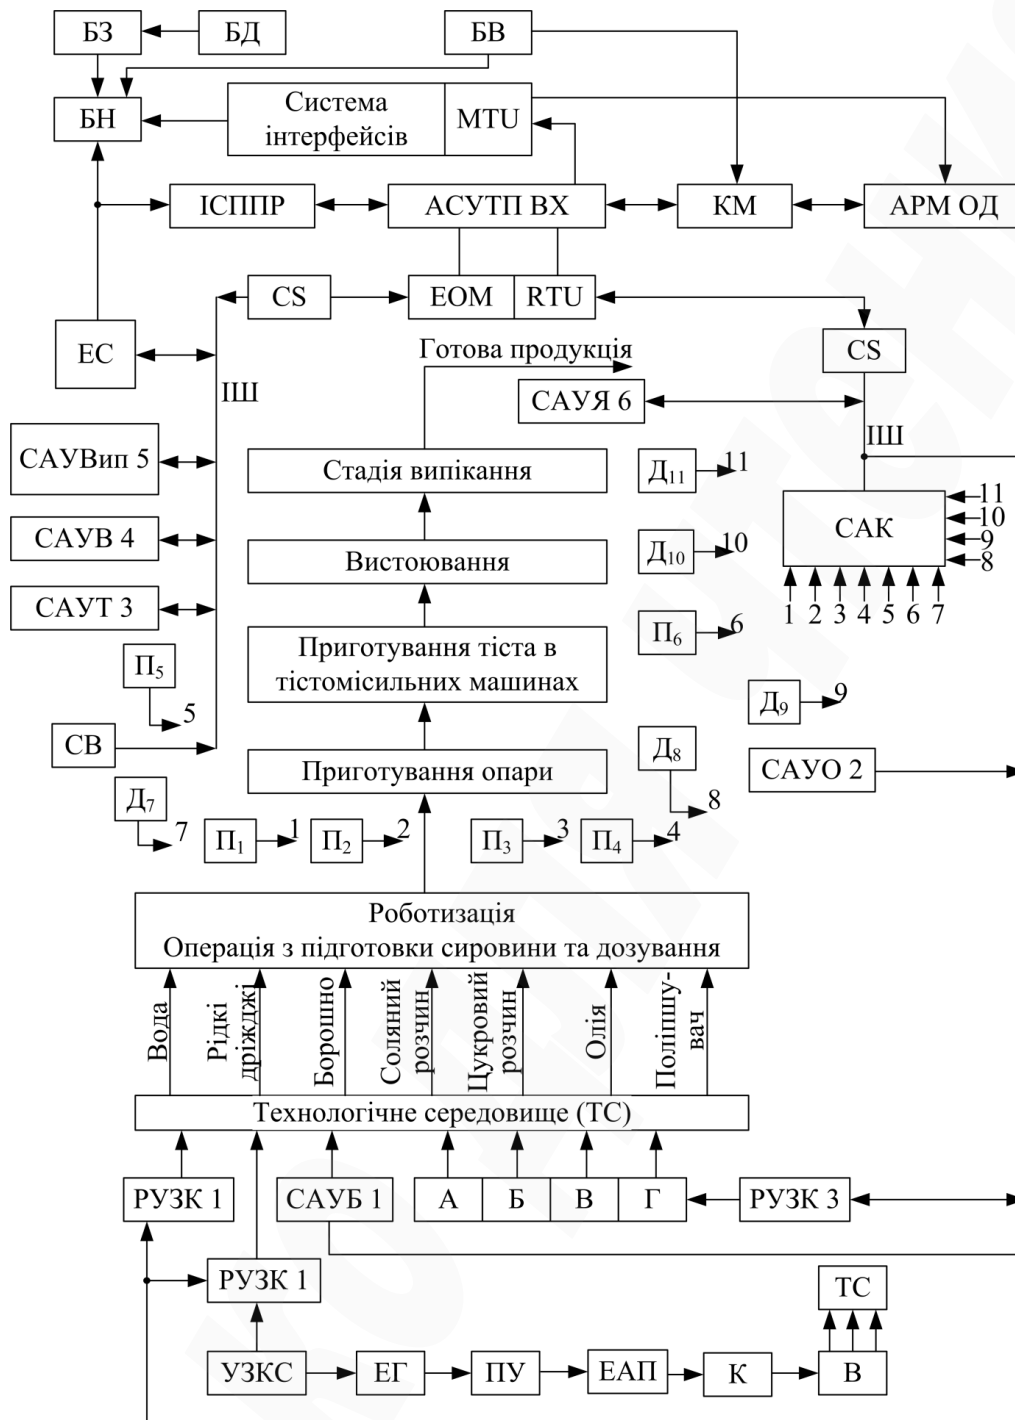 БЗ
БД
БВ
БН
Система
інтерфейсів
MTU
ІСППР
АСУТП ВХ
КМ
АРМ ОД
CS
ЕОМ
RTU
ЕС
ІШ
CS
Готова продукція
САУЯ 6
ІШ
САУВип 5
Стадія випікання
Д11
11
САК
11
10
9
8
1
2
3
4
5
6
7
САУВ 4
Вистоювання
Д10
10
САУТ 3
Приготування тіста в
тістомісильних машинах
П6
6
П5
5
Д9
9
СВ
Приготування опари
Д8
8
САУО 2
Д7
7
П1
1
П2
2
П3
3
П4
4
Роботизація
Операція з підготовки сировини та дозування
Вода
Рідкі
дріжджі
Борошно
Соляний
розчин
Цукровий
розчин
Олія
Поліпшу-
вач
Технологічне середовище (ТС)
РУЗК 1
САУБ 1
А
Б
В
Г
РУЗК 3
РУЗК 1
ТС
УЗКС
ЕГ
ПУ
ЕАП
К
В